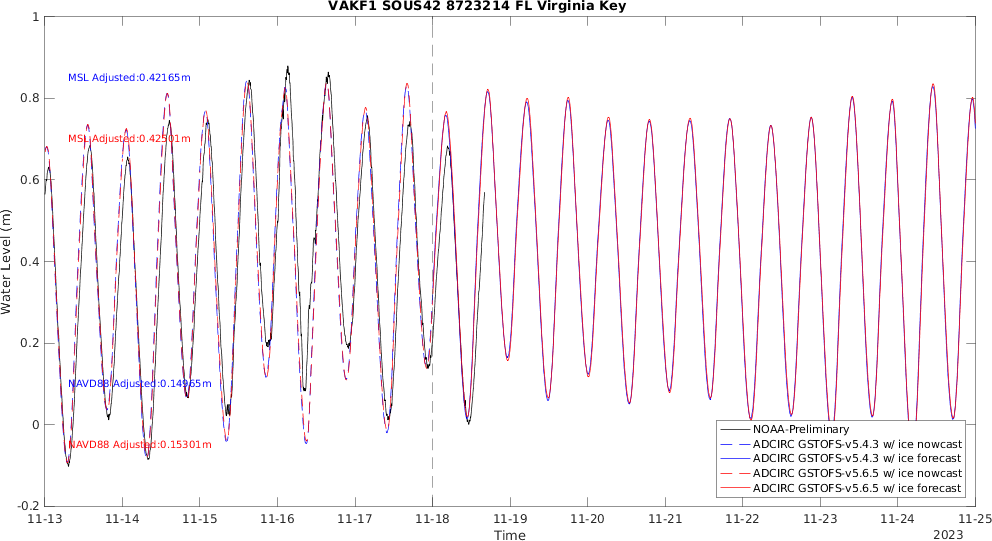 VAKF1 SOUS42 8723214 FL Virginia Key
1
0.8
0.6
0.4
0.2
0
-0.2
Water Level (m)
MSL Adjusted:0.42165m
MSL Adjusted:0.42501m
NAVD88 Adjusted:0.14965m
NAVD88 Adjusted:0.15301m
NOAA-Preliminary
ADCIRC GSTOFS-v5.4.3 w/ ice nowcast
ADCIRC GSTOFS-v5.4.3 w/ ice forecast
ADCIRC GSTOFS-v5.6.5 w/ ice nowcast
ADCIRC GSTOFS-v5.6.5 w/ ice forecast
11-13 11-14 11-15 11-16 11-17 11-18 11-19 11-20 11-21 11-22 11-23 11-24 11-25
Time
2023